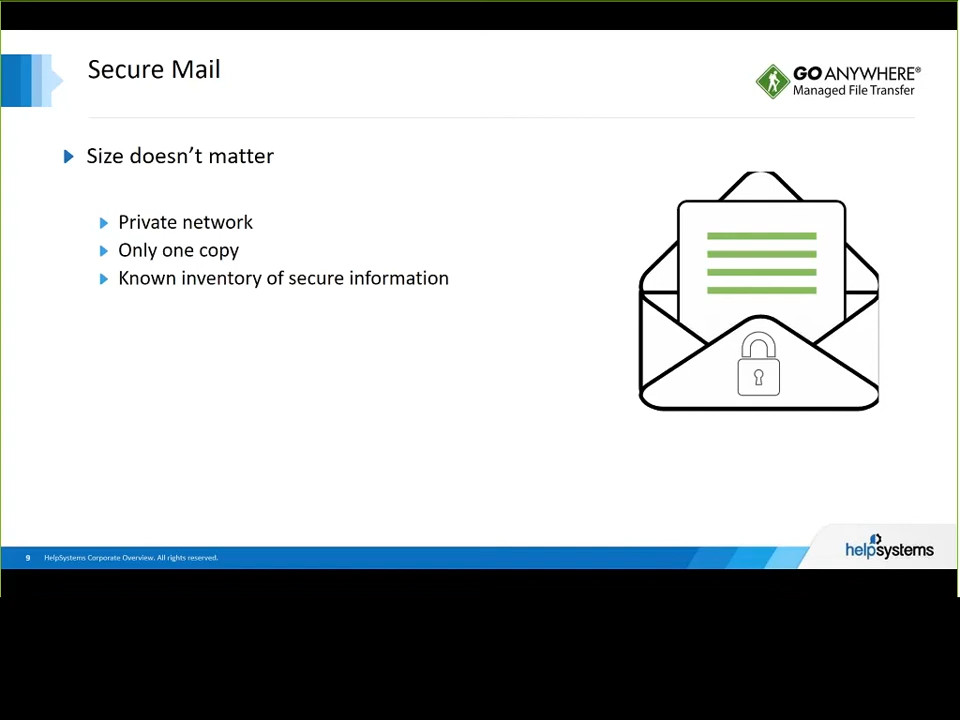 Secure Mail
GO ANYWHERE®
Managed File Transfer
Size doesn’t matter
Private network
Only one copy
Known inventory of secure information
9 HelpSystems Corporate Overview. All rights reserved.
helpsystems